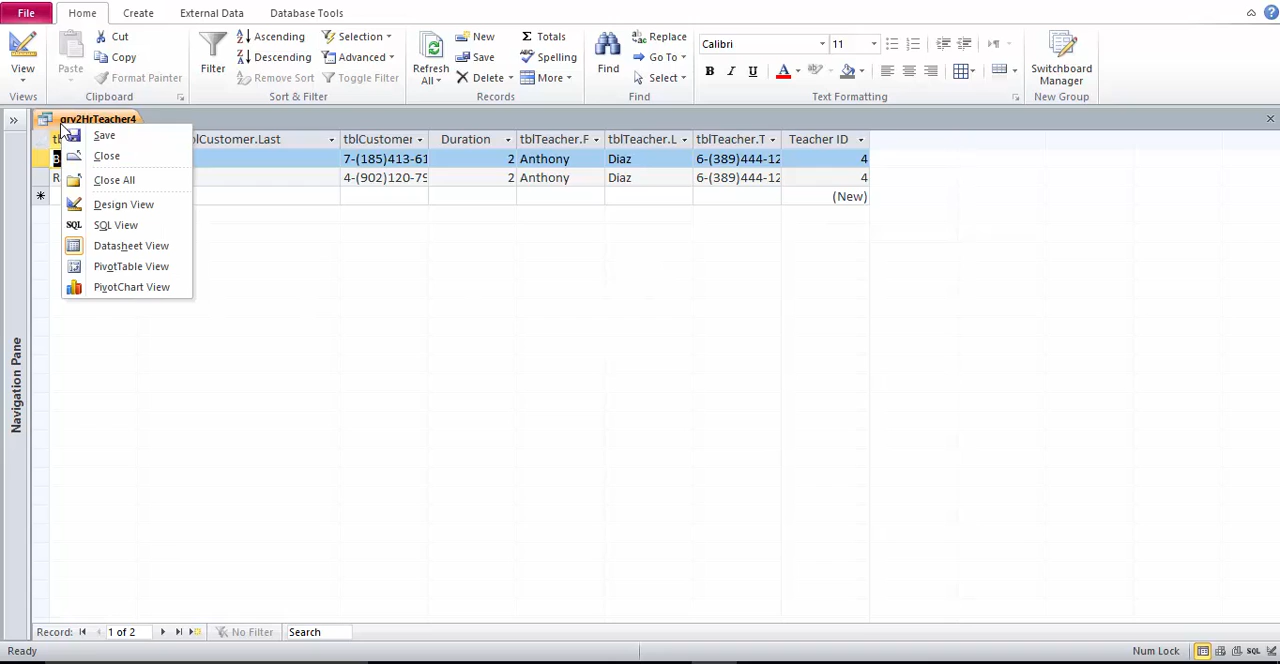 File Home Create External Data Database Tools
View
Views
Paste Cut Copy Format Painter
Clipboard
Filter Ascending Descending Remove Sort Selection Advanced Toggle Filter
Sort & Filter
Refresh All New Save Delete Totals Spelling More
Records
Find Replace Go To Select
Find
Calibri 11
B I U A
Text Formatting
Switchboard Manager
New Group
qry2HrTeacher4
tblCustomer.Last tblCustomer Duration tblTeacher.F tblTeacher.L tblTeacher.T Teacher ID
7-(185)413-61 2 Anthony Diaz 6-(389)444-12 4
4-(902)120-79 2 Anthony Diaz 6-(389)444-12 4
(New)
Save
Close
Close All
Design View
SQL SQL View
Datasheet View
PivotTable View
PivotChart View
Navigation Pane
Record: 1 of 2 No Filter Search
Ready Num Lock SQL